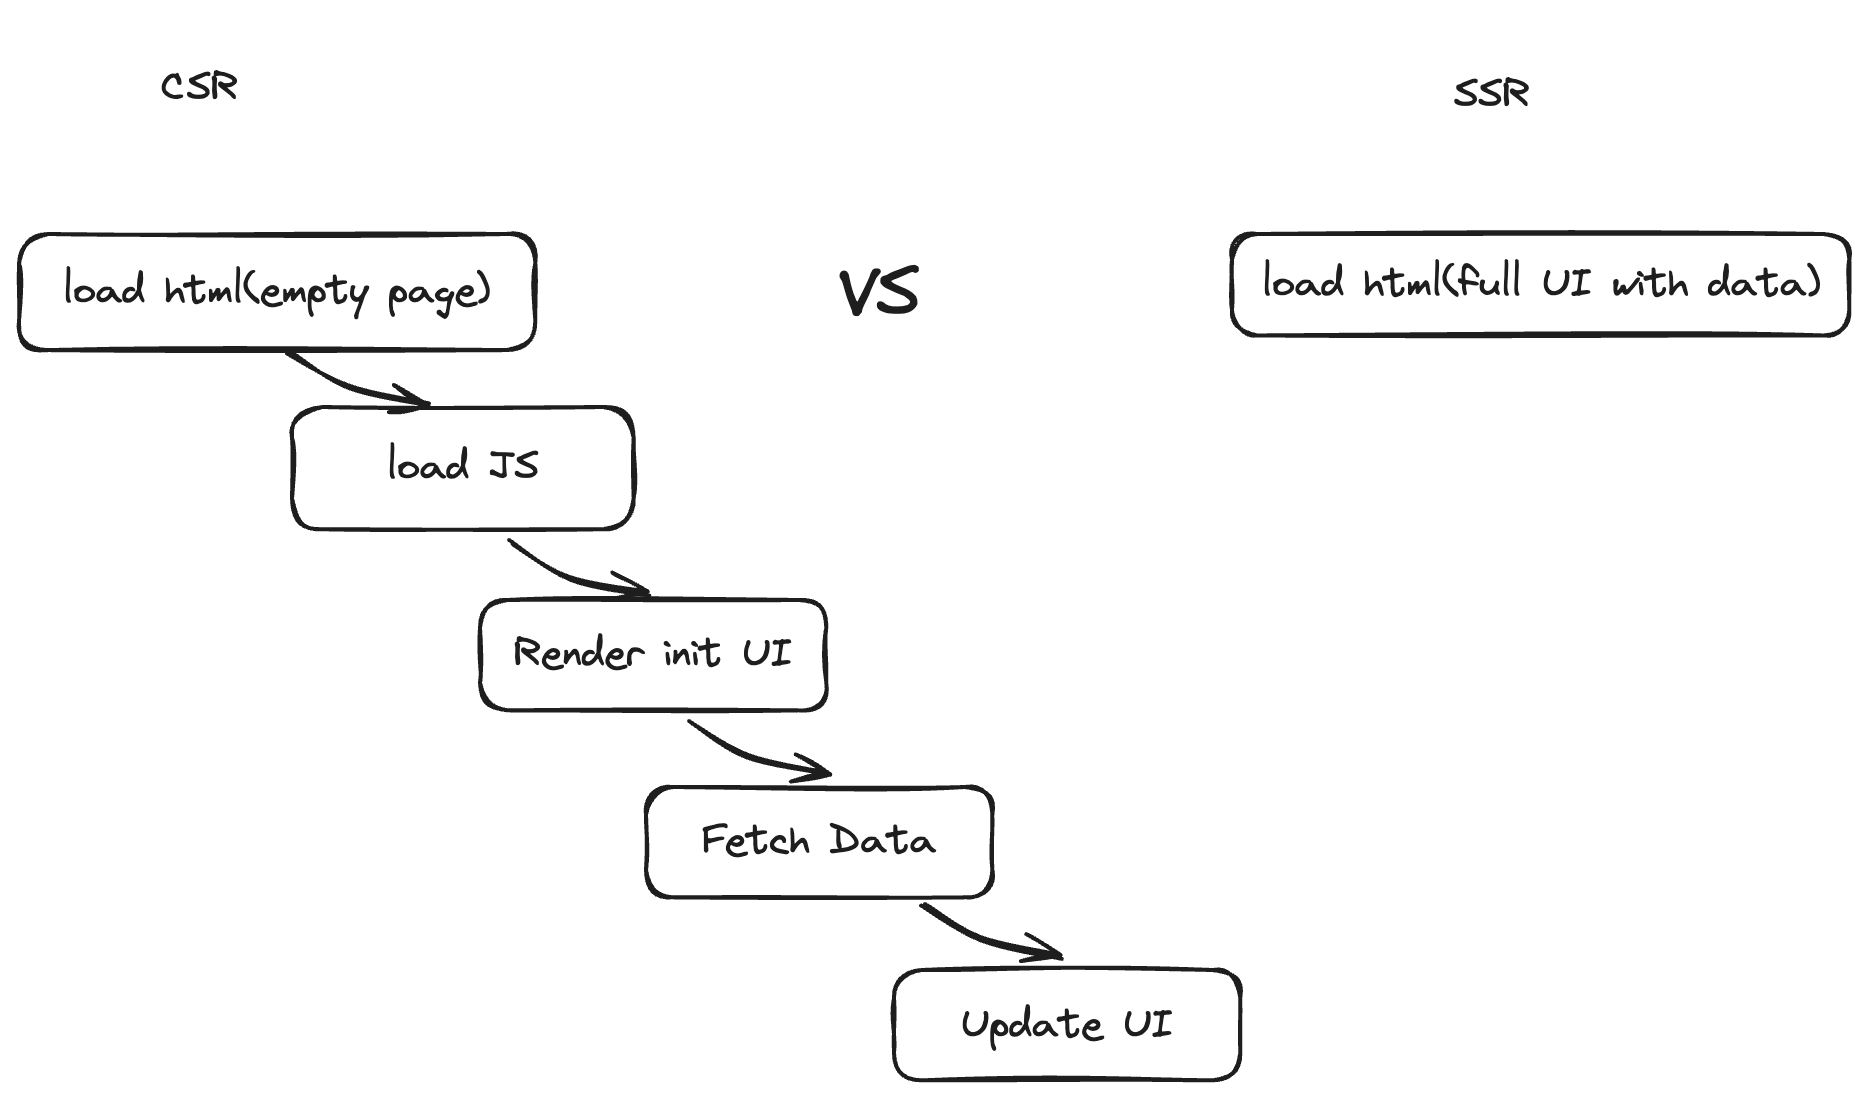 CSR
SSR
load html(empty page)
VS
load html(full UI with data)
load JS
Render init UI
Fetch Data
Update UI